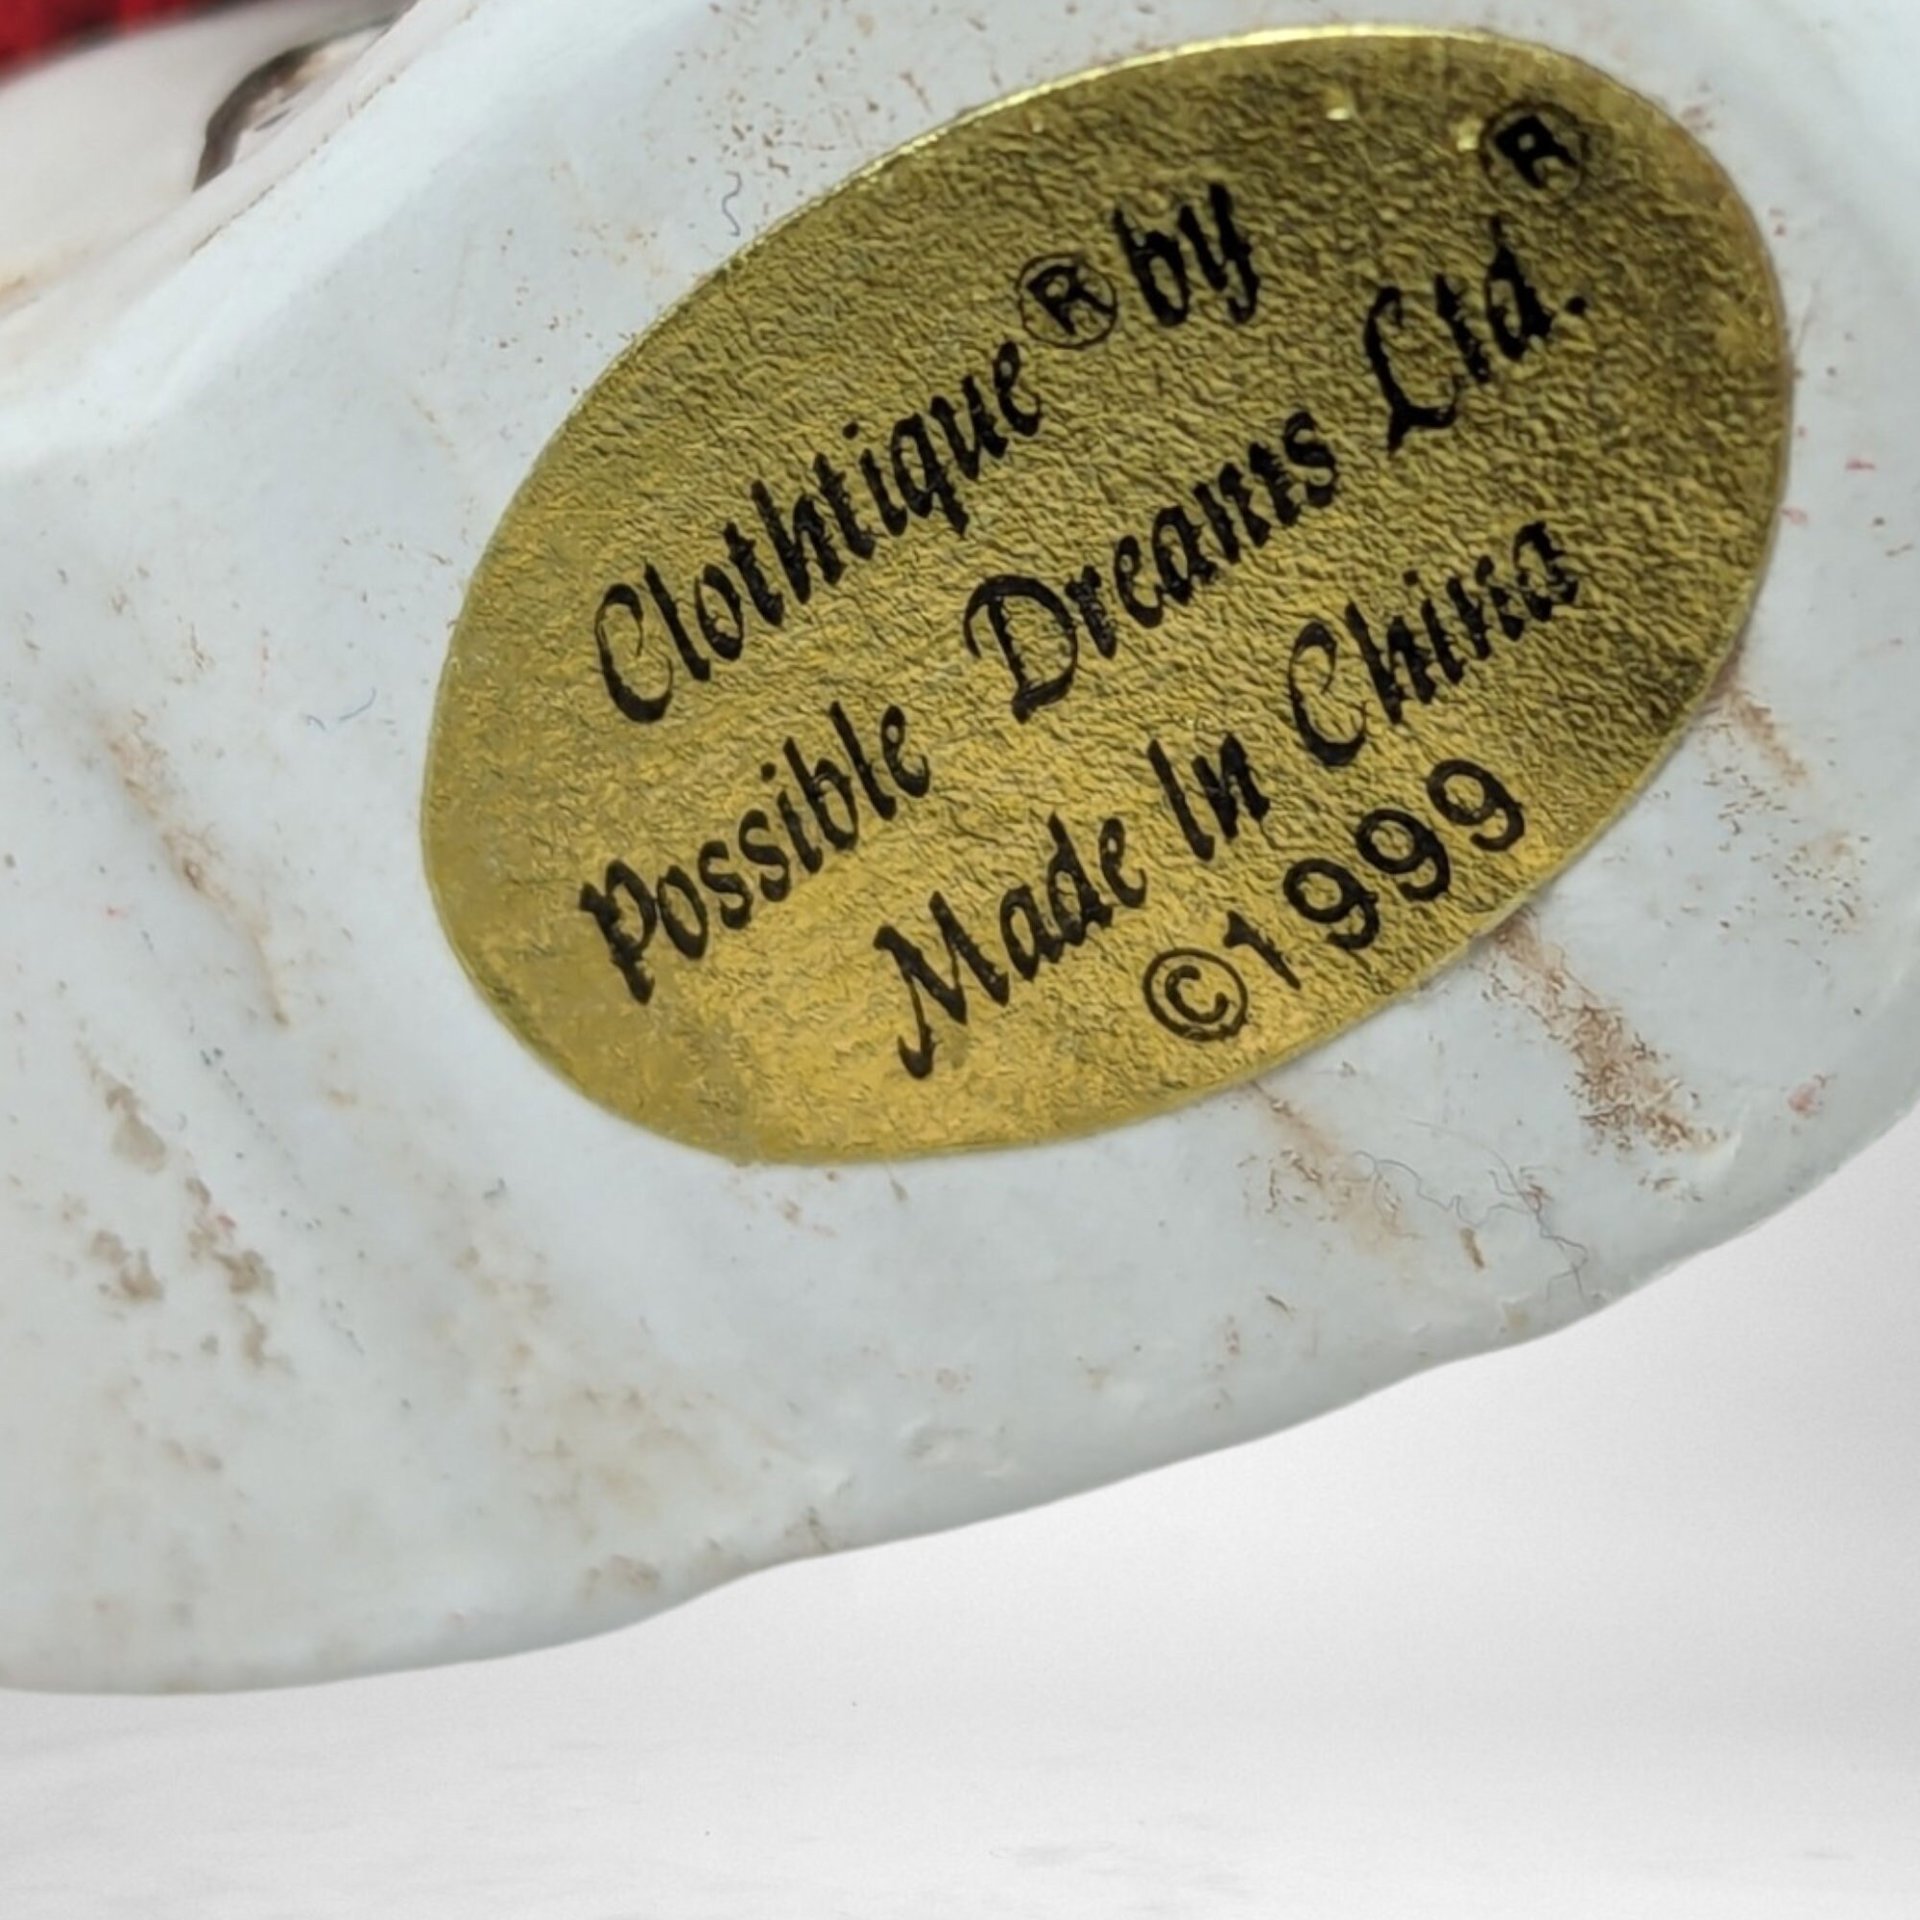 Clothtique® by
Possible Dreams Ltd.®
Made In China
©1999